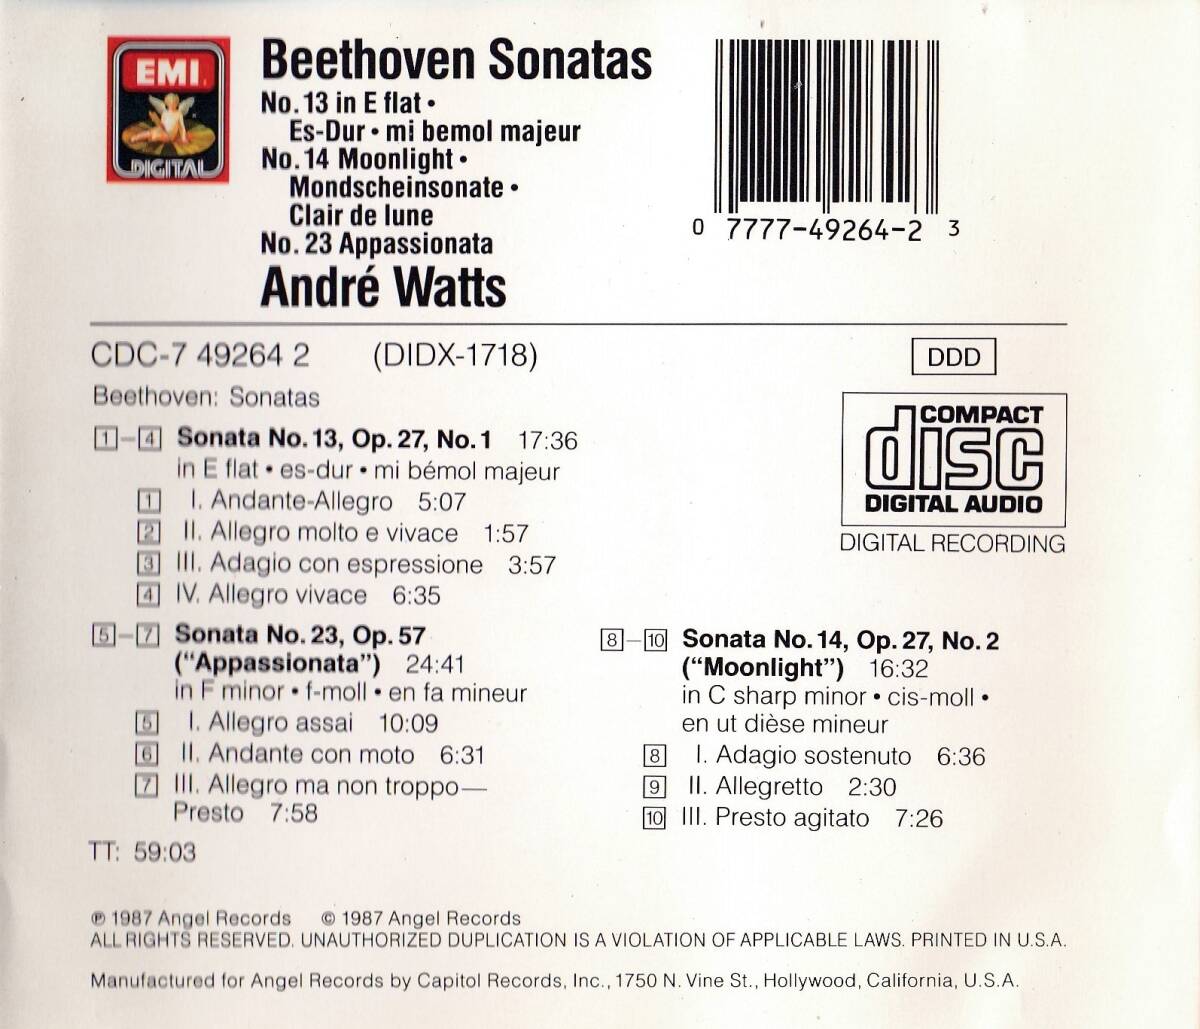 EMI
DIGITAL
Beethoven Sonatas
No. 13 in E flat •
Es-Dur • mi bemol majeur
No. 14 Moonlight •
Mondscheinsonate •
Clair de lune
No. 23 Appassionata
André Watts
0 7777-49264-2 3
CDC-7 49264 2 (DIDX-1718)
DDD
Beethoven: Sonatas
COMPACT
disc
DIGITAL AUDIO
DIGITAL RECORDING
1–4 Sonata No. 13, Op. 27, No. 1 17:36
in E flat • es-dur • mi bémol majeur
1 I. Andante-Allegro 5:07
2 II. Allegro molto e vivace 1:57
3 III. Adagio con espressione 3:57
4 IV. Allegro vivace 6:35
5–7 Sonata No. 23, Op. 57
(“Appassionata”) 24:41
in F minor • f-moll • en fa mineur
5 I. Allegro assai 10:09
6 II. Andante con moto 6:31
7 III. Allegro ma non troppo—
Presto 7:58
8–10 Sonata No. 14, Op. 27, No. 2
(“Moonlight”) 16:32
in C sharp minor • cis-moll •
en ut dièse mineur
8 I. Adagio sostenuto 6:36
9 II. Allegretto 2:30
10 III. Presto agitato 7:26
TT: 59:03
℗ 1987 Angel Records © 1987 Angel Records
ALL RIGHTS RESERVED. UNAUTHORIZED DUPLICATION IS A VIOLATION OF APPLICABLE LAWS. PRINTED IN U.S.A.
Manufactured for Angel Records by Capitol Records, Inc., 1750 N. Vine St., Hollywood, California, U.S.A.